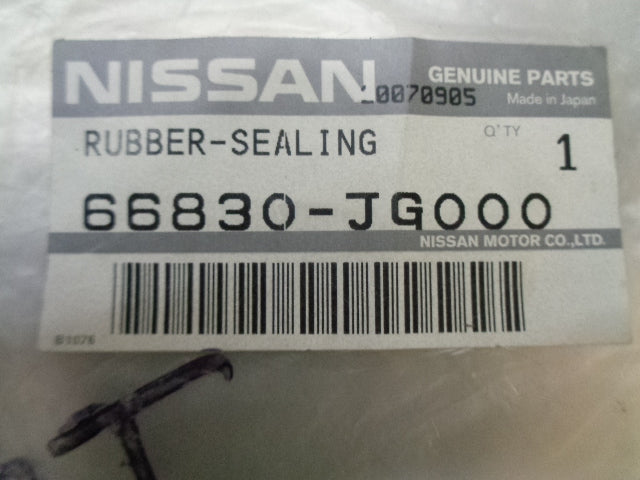 NISSAN
GENUINE PARTS
20070905
Made in Japan
RUBBER-SEALING
Q'TY
1
66830-JG000
NISSAN MOTOR CO.,LTD.
B1076